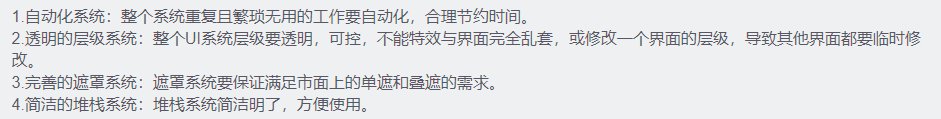 1.自动化系统：整个系统重复且繁琐无用的工作要自动化，合理节约时间。
2.透明的层级系统：整个UI系统层级要透明，可控，不能特效与界面完全乱套，或修改一个界面的层级，导致其他界面都要临时修
改。
3.完善的遮罩系统：遮罩系统要保证满足市面上的单遮和叠遮的需求。
4.简洁的堆栈系统：堆栈系统简洁明了，方便使用。